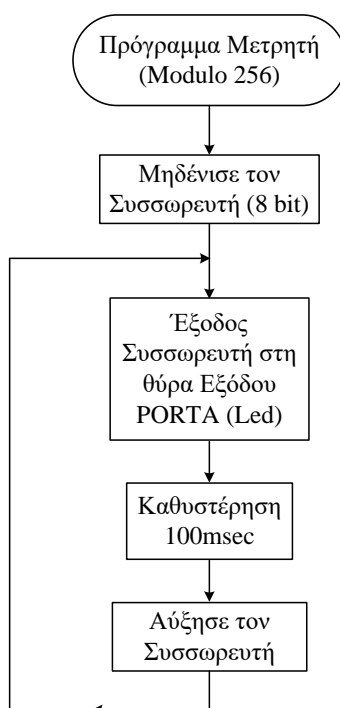 Πρόγραμμα Μετρητή
(Modulo 256)
Μηδένισε τον
Συσσωρευτή (8 bit)
Έξοδος
Συσσωρευτή στη
θύρα Εξόδου
PORTA (Led)
Καθυστέρηση
100msec
Αύξησε τον
Συσσωρευτή